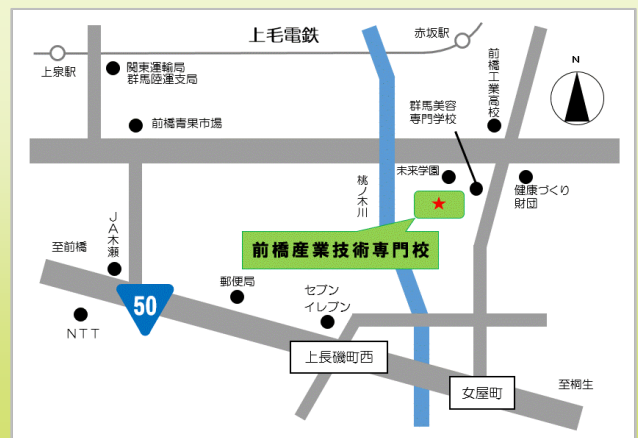 上毛電鉄
赤坂駅
上泉駅
関東運輸局
群馬陸運支局
前橋工業高校
N
群馬美容
専門学校
前橋青果市場
未来学園
健康づくり
財団
桃ノ木川
JA木瀬
前橋産業技術専門校
至前橋
郵便局
セブン
イレブン
50
NTT
上長磯町西
女屋町
至桐生